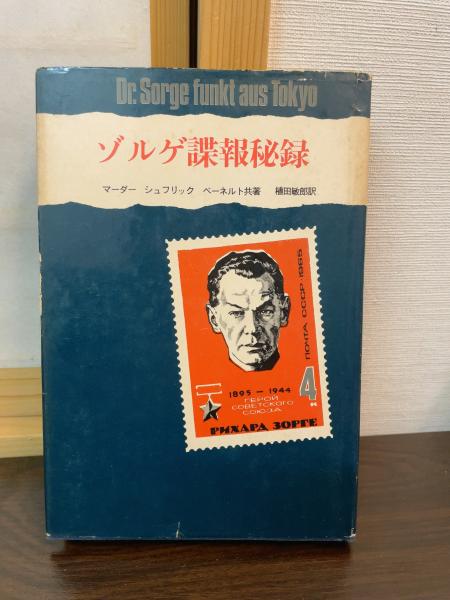 Dr. Sorge funkt aus Tokyo
ゾルゲ諜報秘録
マーダー シュフリック ベーネルト共著 植田敏郎訳
ПОЧТА СССР·1965
1895 - 1944
ГЕРОЙ
СОВЕТСКОГО
СОЮЗА
4
К
РИХАРД ЗОРГЕ